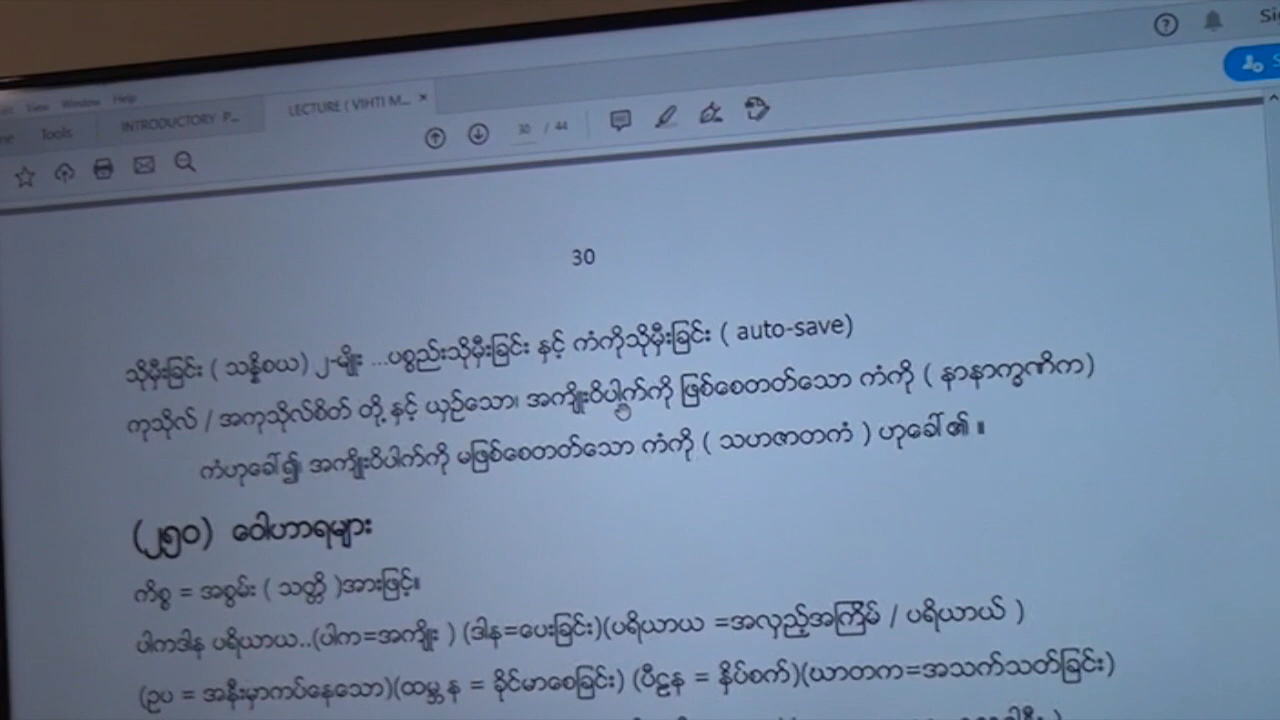 View Window Help
Tools INTRODUCTORY P... LECTURE ( VIHTI M... ×
30 / 44
30
သိုမှီးခြင်း ( သန္နိစယ) ၂-မျိုး ...ပစ္စည်းသိုမှီးခြင်း နှင့် ကံကိုသိုမှီးခြင်း ( auto-save)
ကုသိုလ် / အကုသိုလ်စိတ် တို့ နှင့် ယှဉ်သော၊ အကျိုးဝိပါက်ကို ဖြစ်စေတတ်သော ကံကို ( နာနာက္ခဏိက)
ကံဟုခေါ်၍၊ အကျိုးဝိပါက်ကို မဖြစ်စေတတ်သော ကံကို ( သဟဇာတကံ ) ဟုခေါ်၏ ။
(၂၅၀) ဝေါဟာရများ
ကိစ္စ = အစွမ်း ( သတ္တိ )အားဖြင့်။
ပါကဒါန ပရိယာယ..(ပါက=အကျိုး ) (ဒါန=ပေးခြင်း)(ပရိယာယ =အလှည့်အကြိမ် / ပရိယာယ် )
(ဥပ = အနီးမှာကပ်နေသော)(ထမ္ဘန = ခိုင်မာစေခြင်း) (ပီဠန = နှိပ်စက်)(ဃာတက=အသက်သတ်ခြင်း)